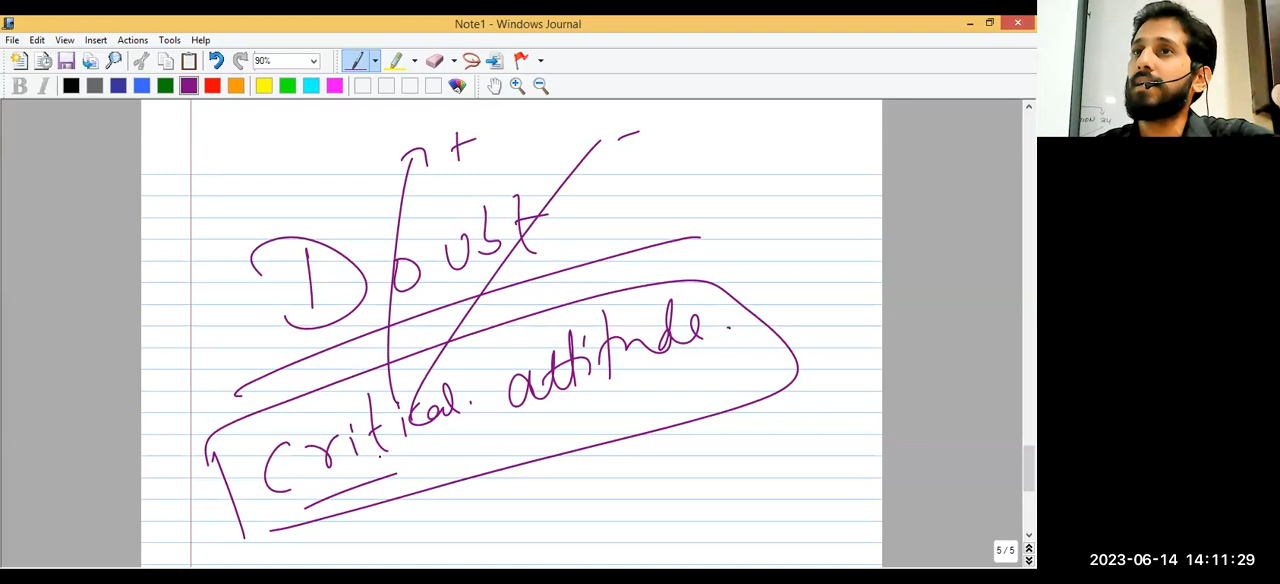 Note1 - Windows Journal
File Edit View Insert Actions Tools Help
90%
B I
+ -
Doubt
Critical. attitude.
5 / 5
2023-06-14 14:11:29